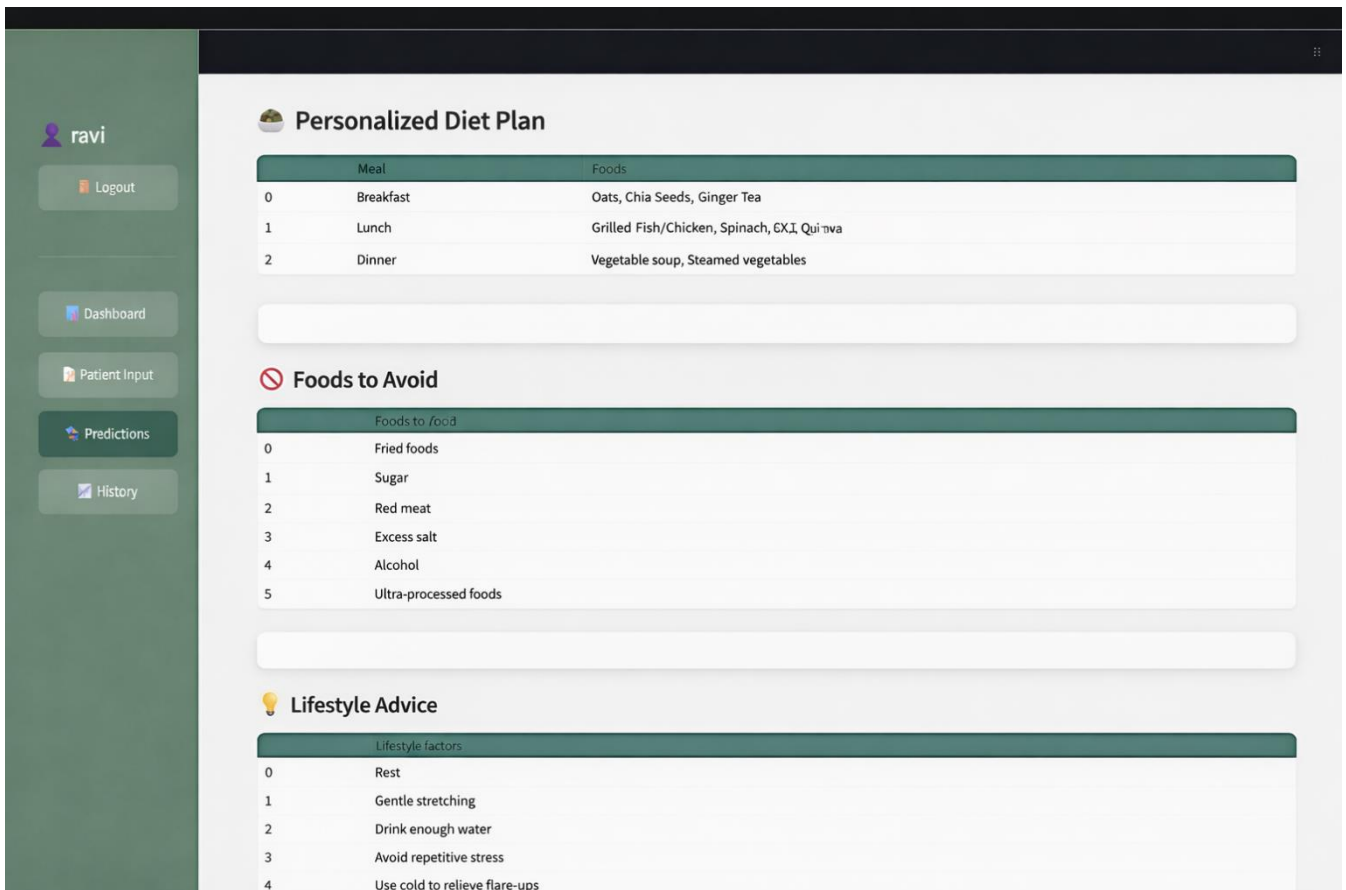 ravi
Logout
Dashboard
Patient Input
Predictions
History
Personalized Diet Plan
Meal Foods
0 Breakfast Oats, Chia Seeds, Ginger Tea
1 Lunch Grilled Fish/Chicken, Spinach,
2 Dinner Vegetable soup, Steamed vegetables
Foods to Avoid
Foods to
0 Fried foods
1 Sugar
2 Red meat
3 Excess salt
4 Alcohol
5 Ultra-processed foods
Lifestyle Advice
Lifestyle factors
0 Rest
1 Gentle stretching
2 Drink enough water
3 Avoid repetitive stress
4 Use cold to relieve flare-ups